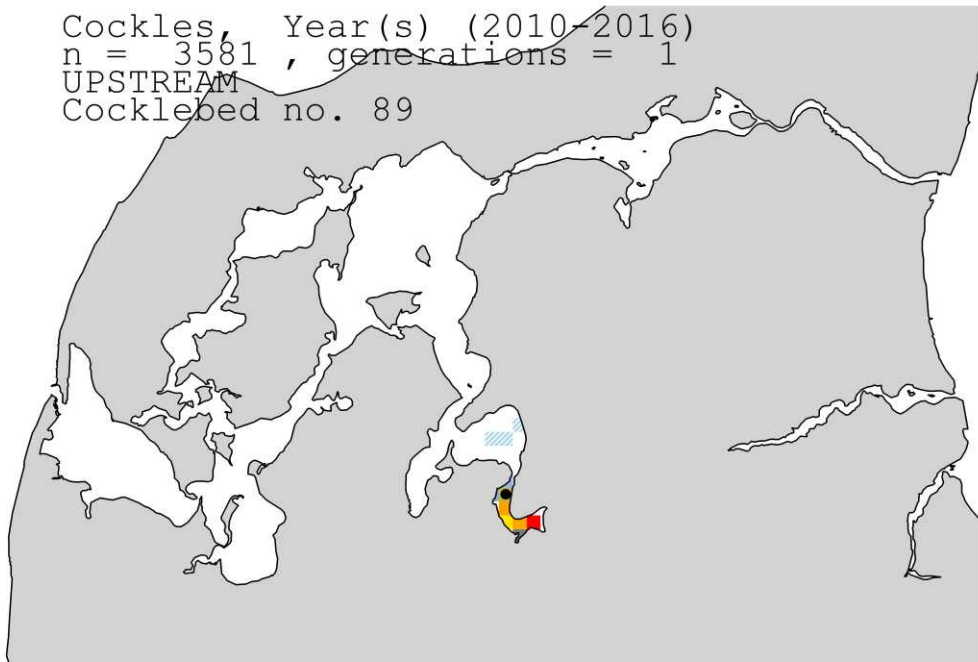 Cockles, Year(s) (2010-2016)
n = 3581 , generations = 1
UPSTREAM
Cocklebed no. 89